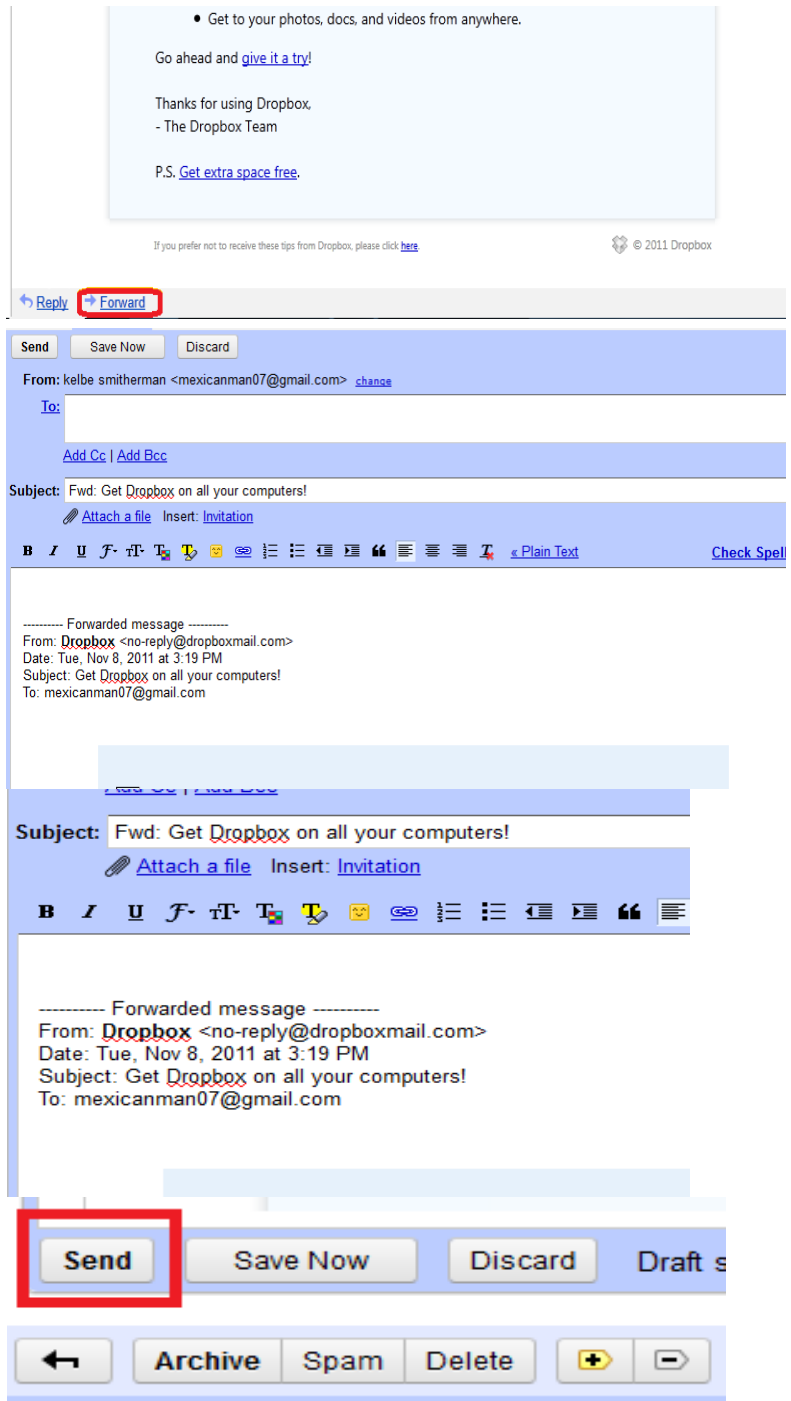 • Get to your photos, docs, and videos from anywhere.
Go ahead and give it a try!
Thanks for using Dropbox,
- The Dropbox Team
P.S. Get extra space free.
If you prefer not to receive these tips from Dropbox, please click here.
© 2011 Dropbox
Reply Forward
Send Save Now Discard
From: kelbe smitherman <mexicanman07@gmail.com> change
To:
Add Cc | Add Bcc
Subject: Fwd: Get Dropbox on all your computers!
Attach a file Insert: Invitation
B I U F T T T « Plain Text Check Spell
---------- Forwarded message ----------
From: Dropbox <no-reply@dropboxmail.com>
Date: Tue, Nov 8, 2011 at 3:19 PM
Subject: Get Dropbox on all your computers!
To: mexicanman07@gmail.com
Add Cc | Add Bcc
Subject: Fwd: Get Dropbox on all your computers!
Attach a file Insert: Invitation
B I U F T T T
---------- Forwarded message ----------
From: Dropbox <no-reply@dropboxmail.com>
Date: Tue, Nov 8, 2011 at 3:19 PM
Subject: Get Dropbox on all your computers!
To: mexicanman07@gmail.com
Send Save Now Discard Draft s
Archive Spam Delete